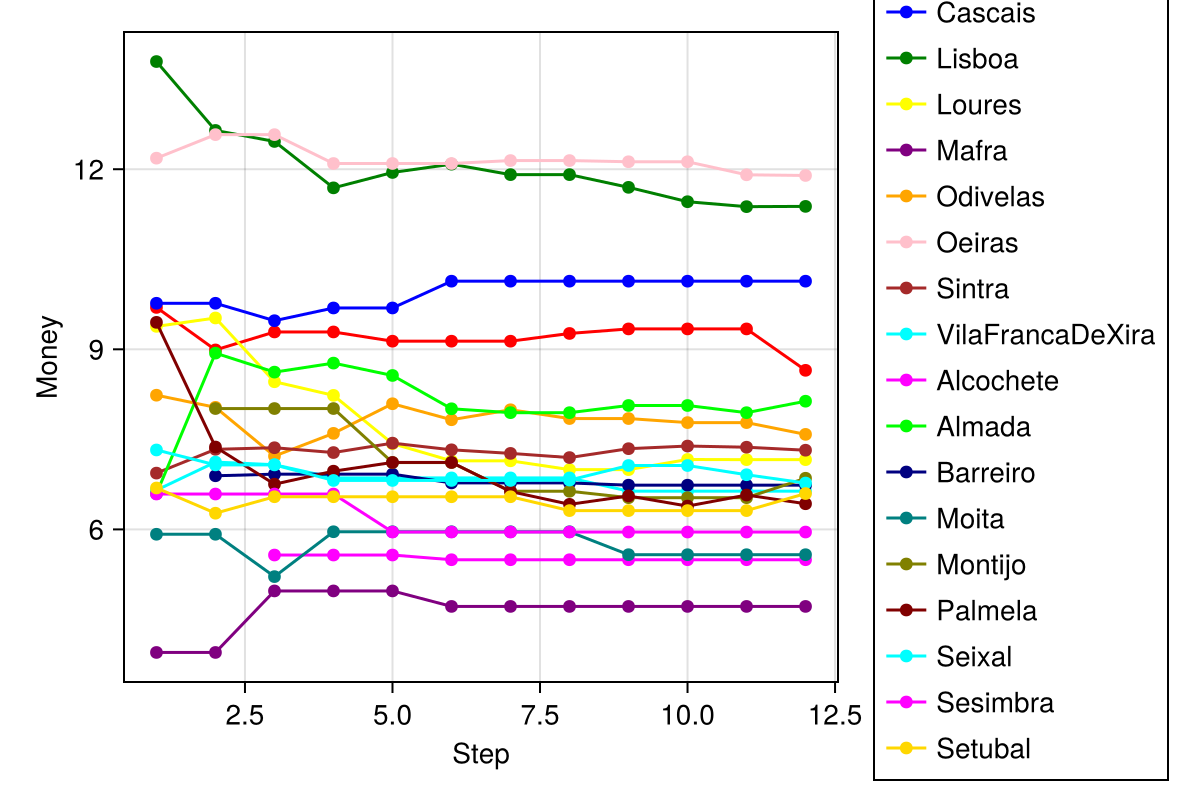 Money
12
9
6
2.5
5.0
7.5
10.0
12.5
Step
Cascais
Lisboa
Loures
Mafra
Odivelas
Oeiras
Sintra
VilaFrancaDeXira
Alcochete
Almada
Barreiro
Moita
Montijo
Palmela
Seixal
Sesimbra
Setubal